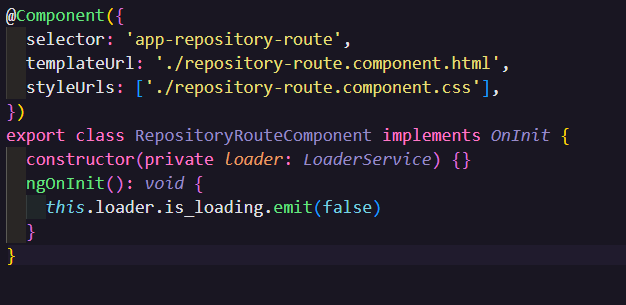 @Component({
  selector: 'app-repository-route',
  templateUrl: './repository-route.component.html',
  styleUrls: ['./repository-route.component.css'],
})
export class RepositoryRouteComponent implements OnInit {
  constructor(private loader: LoaderService) {}
  ngOnInit(): void {
    this.loader.is_loading.emit(false)
  }
}